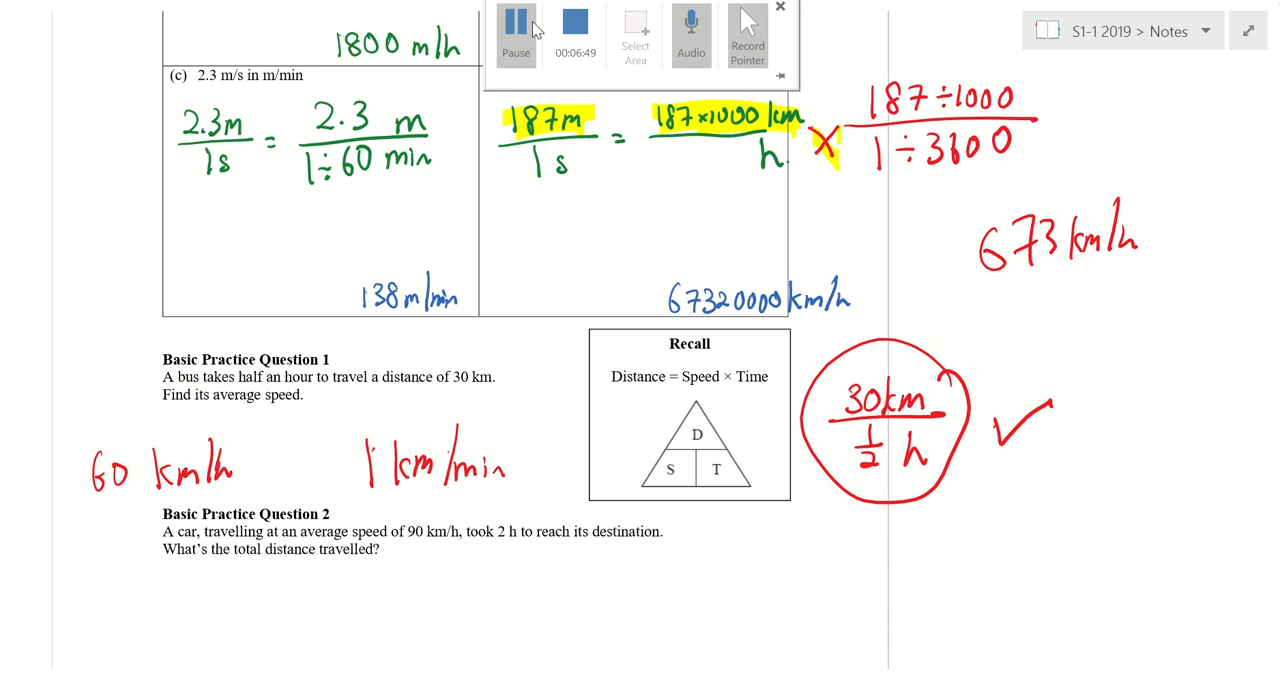 1800 m/h
Pause
00:06:49
Select
Area
Audio
Record
Pointer
S1-1 2019 > Notes
(c) 2.3 m/s in m/min
2.3m
1s
=
2.3 m
1÷60 min
187m
1s
=
187×1000 km
h
X
187÷1000
1÷3600
673 km/h
138 m/min
67320000 km/h
Basic Practice Question 1
A bus takes half an hour to travel a distance of 30 km.
Find its average speed.
60 km/h
1 km/min
Recall
Distance = Speed × Time
D
S T
30km
1
2
h
Basic Practice Question 2
A car, travelling at an average speed of 90 km/h, took 2 h to reach its destination.
What's the total distance travelled?